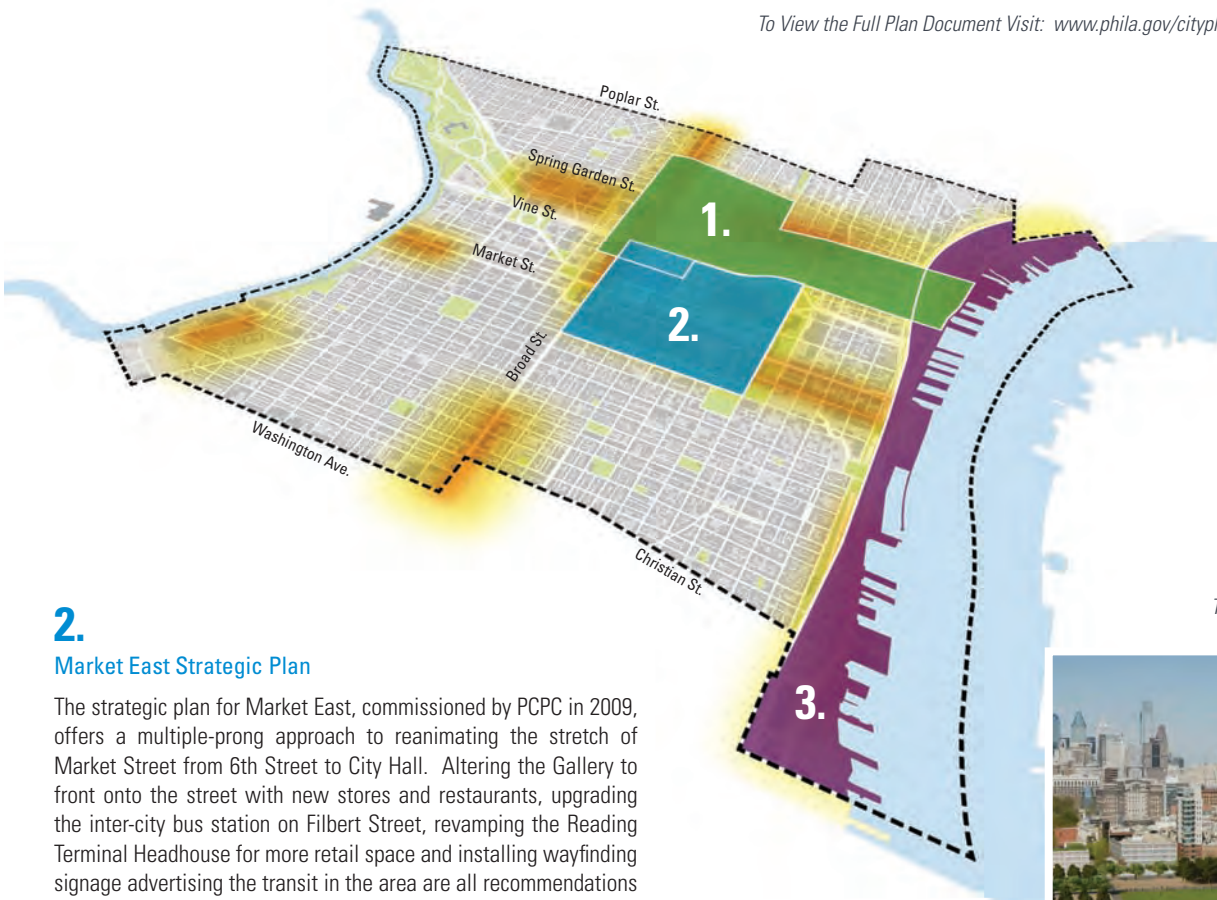 To View the Full Plan Document Visit: www.phila.gov/citypl
Poplar St.
Spring Garden St.
Vine St.
Market St.
Broad St.
Washington Ave.
Christian St.
1.
2.
3.
2.
Market East Strategic Plan
The strategic plan for Market East, commissioned by PCPC in 2009,
offers a multiple-prong approach to reanimating the stretch of
Market Street from 6th Street to City Hall. Altering the Gallery to
front onto the street with new stores and restaurants, upgrading
the inter-city bus station on Filbert Street, revamping the Reading
Terminal Headhouse for more retail space and installing wayfinding
signage advertising the transit in the area are all recommendations
T